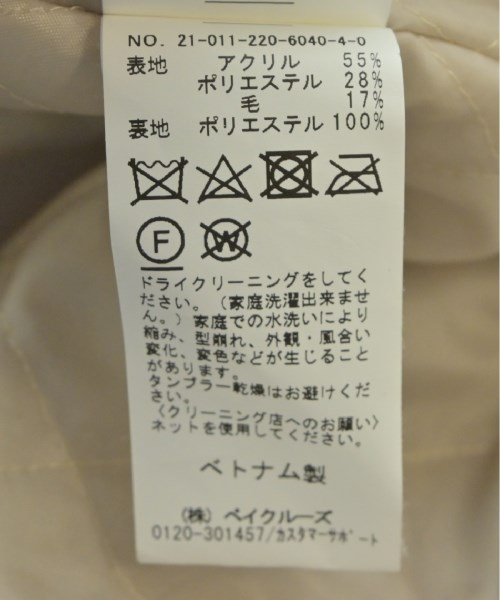 NO. 21-011-220-6040-4-0
表地 アクリル 55%
ポリエステル 28%
毛 17%
裏地 ポリエステル 100%
F W
ドライクリーニングをしてく
ださい。(家庭洗濯出来ませ
ん。)家庭での水洗いにより
縮み、型崩れ、外観・風合い
変化、変色などが生じること
があります。
タンブラー乾燥はお避けくだ
さい。
〈クリーニング店へのお願い〉
ネットを使用してください。
ベトナム製
(株) ベイクルーズ
0120-301457/カスタマーサポート